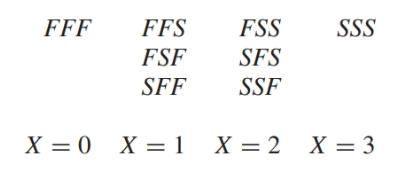 FFF FFS FSS SSS
FSF SFS
SFF SSF
X = 0 X = 1 X = 2 X = 3